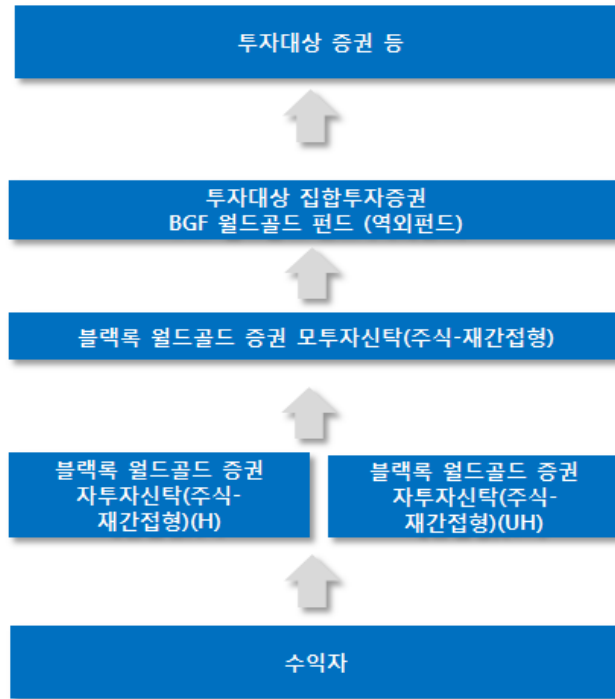 투자대상 증권 등
투자대상 집합투자증권
BGF 월드골드 펀드 (역외펀드)
블랙록 월드골드 증권 모투자신탁(주식-재간접형)
블랙록 월드골드 증권
자투자신탁(주식-
재간접형)(H)
블랙록 월드골드 증권
자투자신탁(주식-
재간접형)(UH)
수익자